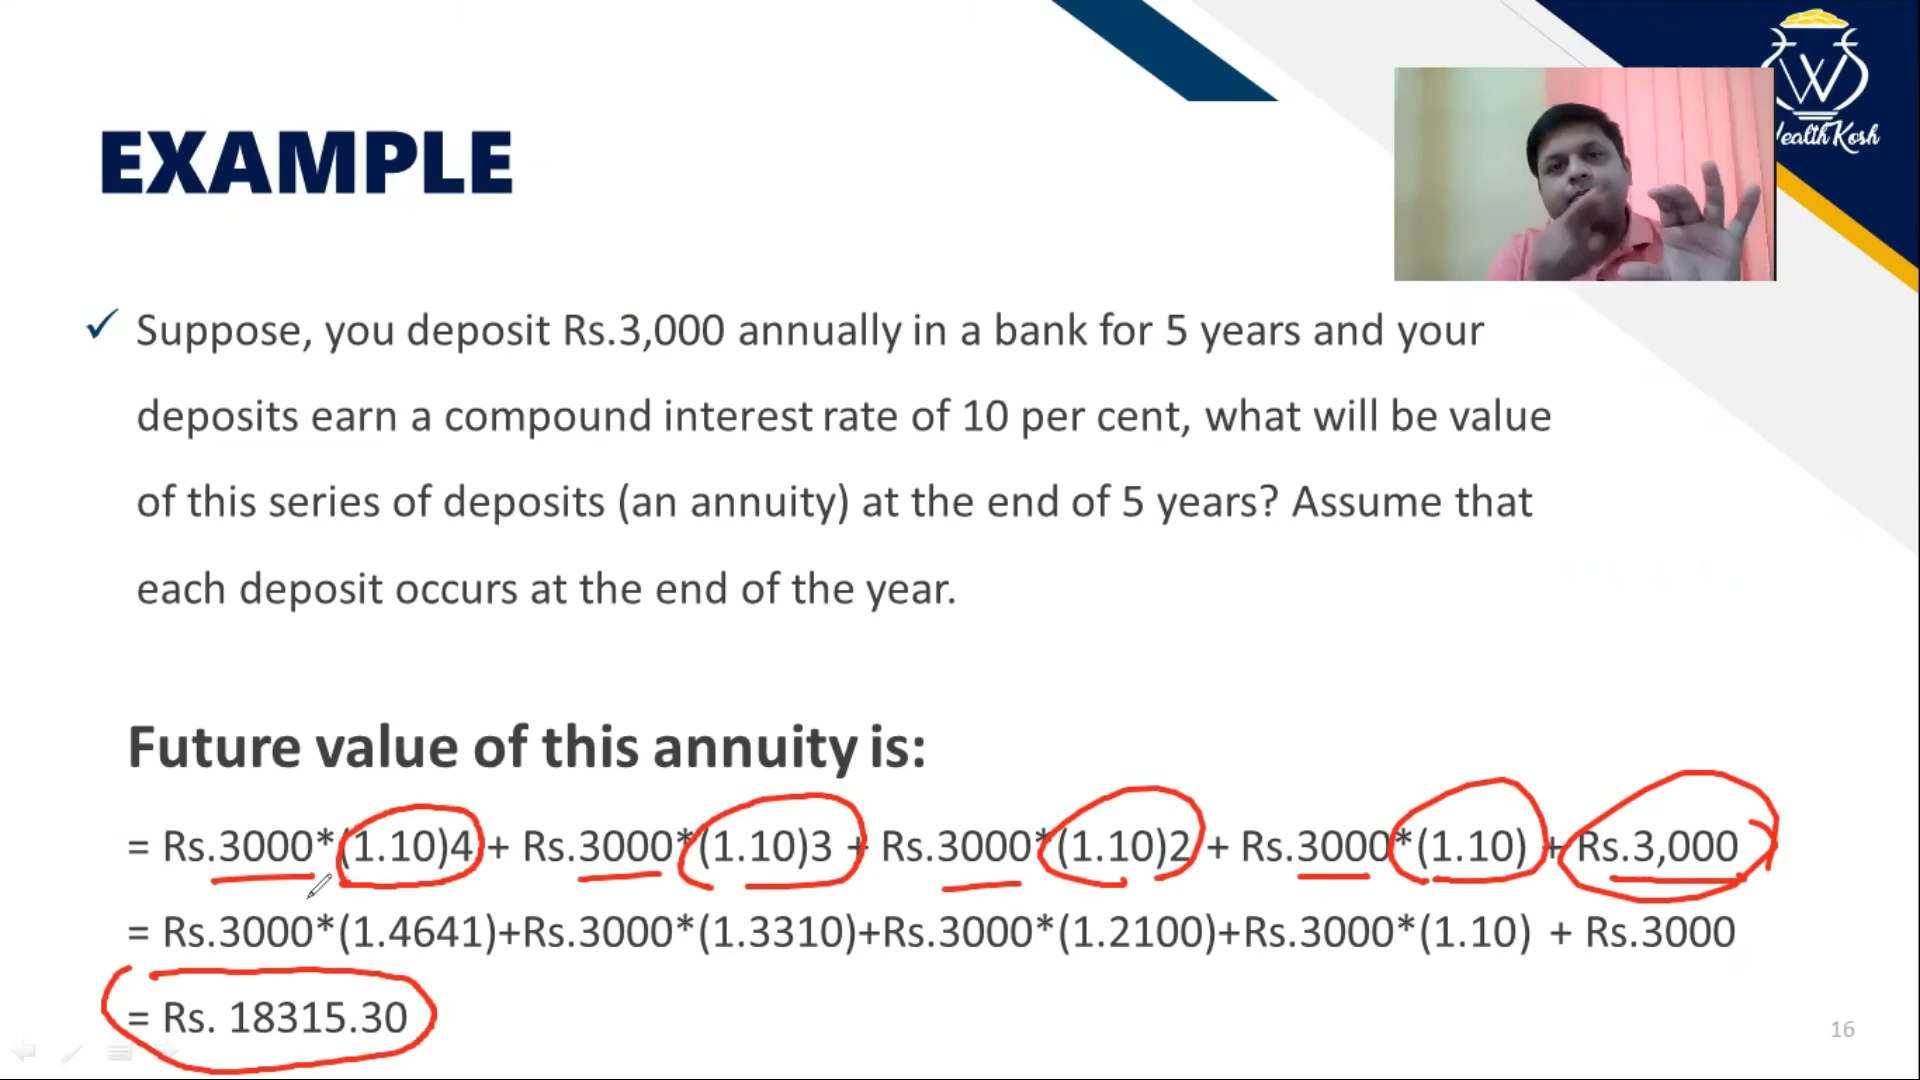 WealthKosh
EXAMPLE
✓ Suppose, you deposit Rs.3,000 annually in a bank for 5 years and your
deposits earn a compound interest rate of 10 per cent, what will be value
of this series of deposits (an annuity) at the end of 5 years? Assume that
each deposit occurs at the end of the year.
Future value of this annuity is:
= Rs.3000*(1.10)4 + Rs.3000*(1.10)3 + Rs.3000*(1.10)2 + Rs.3000*(1.10) + Rs.3,000
= Rs.3000*(1.4641)+Rs.3000*(1.3310)+Rs.3000*(1.2100)+Rs.3000*(1.10) + Rs.3000
= Rs. 18315.30
16